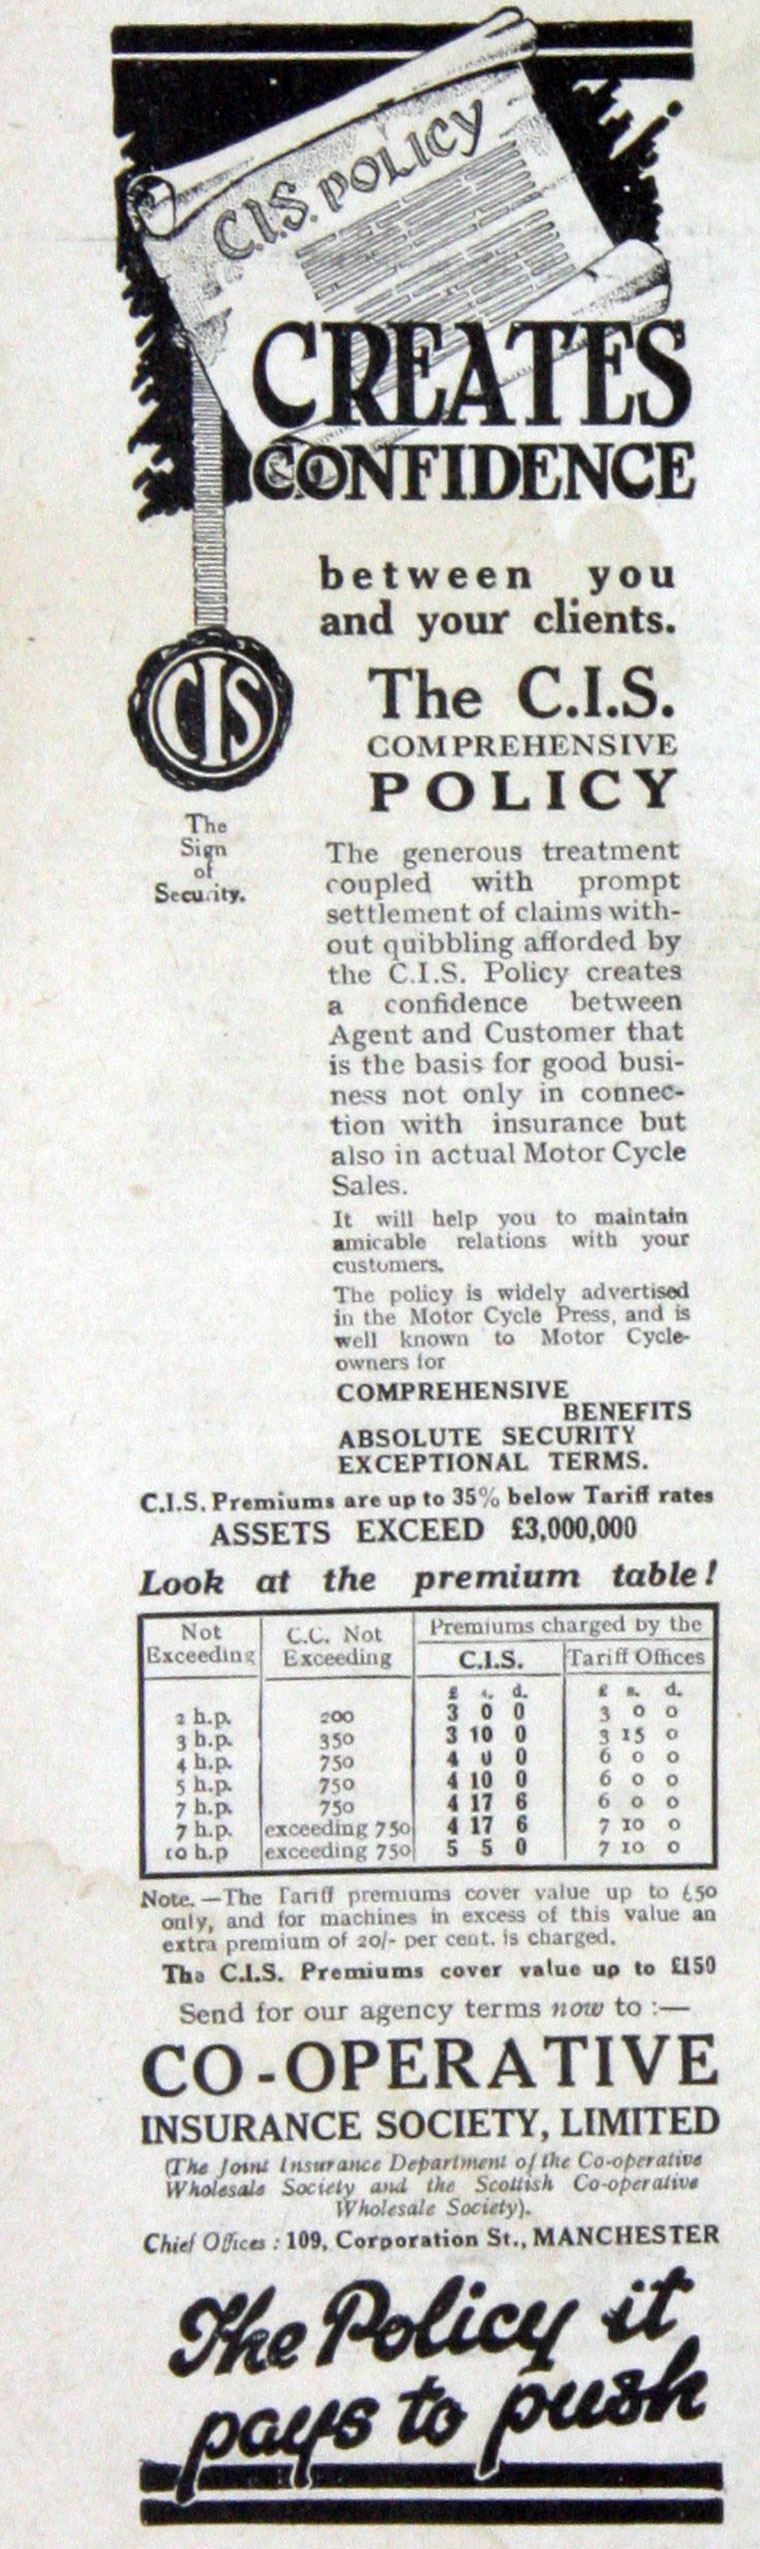 C.I.S. POLICY
CREATES
CONFIDENCE
between you
and your clients.
CIS
The
Sign
of
Security.
The C.I.S.
COMPREHENSIVE
POLICY
The generous treatment
coupled with prompt
settlement of claims with-
out quibbling afforded by
the C.I.S. Policy creates
a confidence between
Agent and Customer that
is the basis for good busi-
ness not only in connec-
tion with insurance but
also in actual Motor Cycle
Sales.
It will help you to maintain
amicable relations with your
customers.
The policy is widely advertised
in the Motor Cycle Press, and is
well known to Motor Cycle-
owners for
COMPREHENSIVE
BENEFITS
ABSOLUTE SECURITY
EXCEPTIONAL TERMS.
C.I.S. Premiums are up to 35% below Tariff rates
ASSETS EXCEED £3,000,000
Look at the premium table!
Not Exceeding C.C. Not Exceeding Premiums charged by the
C.I.S. Tariff Offices
£ s. d. £ s. d.
2 h.p. 200 3 0 0 3 0 0
3 h.p. 350 3 10 0 3 15 0
4 h.p. 750 4 0 0 6 0 0
5 h.p. 750 4 10 0 6 0 0
7 h.p. 750 4 17 6 6 0 0
7 h.p. exceeding 750 4 17 6 7 10 0
10 h.p exceeding 750 5 5 0 7 10 0
Note.—The Tariff premiums cover value up to £50
only, and for machines in excess of this value an
extra premium of 20/- per cent. is charged.
The C.I.S. Premiums cover value up to £150
Send for our agency terms now to :—
CO-OPERATIVE
INSURANCE SOCIETY, LIMITED
(The Joint Insurance Department of the Co-operative
Wholesale Society and the Scottish Co-operative
Wholesale Society).
Chief Offices : 109, Corporation St., MANCHESTER
The Policy it
pays to push